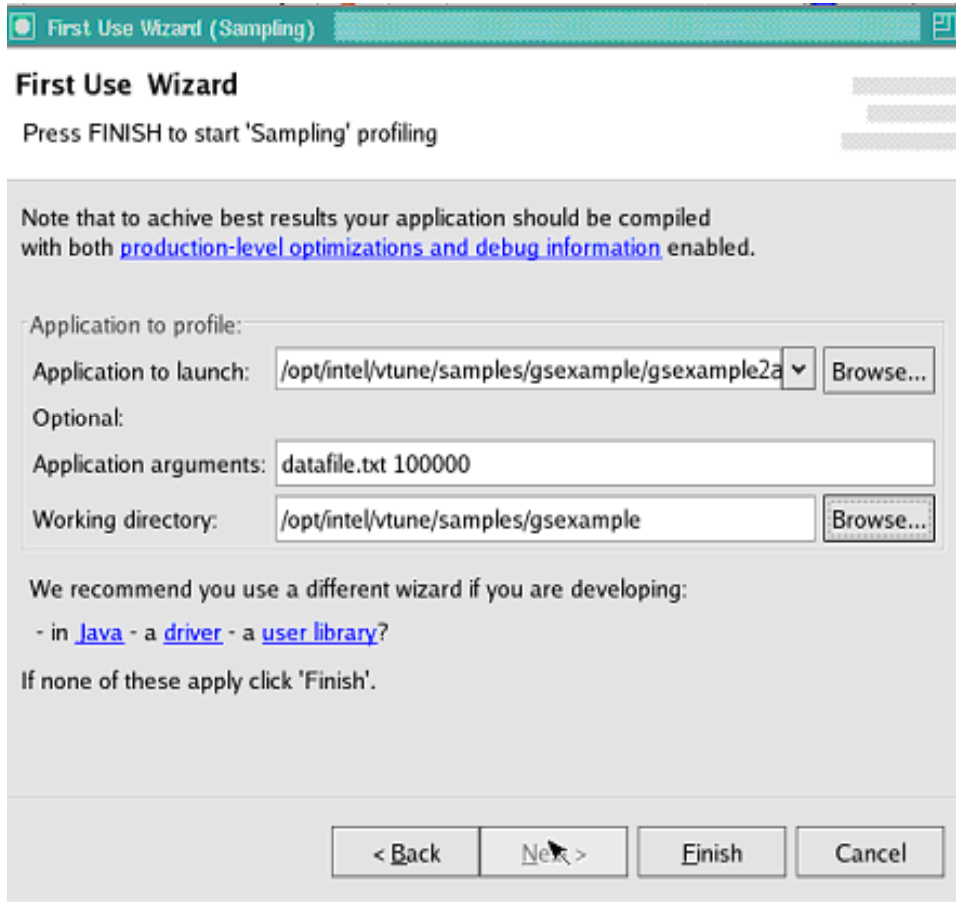 First Use Wizard (Sampling)
First Use Wizard
Press FINISH to start 'Sampling' profiling
Note that to achive best results your application should be compiled
with both production-level optimizations and debug information enabled.
Application to profile:
Application to launch: /opt/intel/vtune/samples/gsexample/gsexample2a Browse...
Optional:
Application arguments: datafile.txt 100000
Working directory: /opt/intel/vtune/samples/gsexample Browse...
We recommend you use a different wizard if you are developing:
- in Java - a driver - a user library?
If none of these apply click 'Finish'.
< Back Next > Finish Cancel